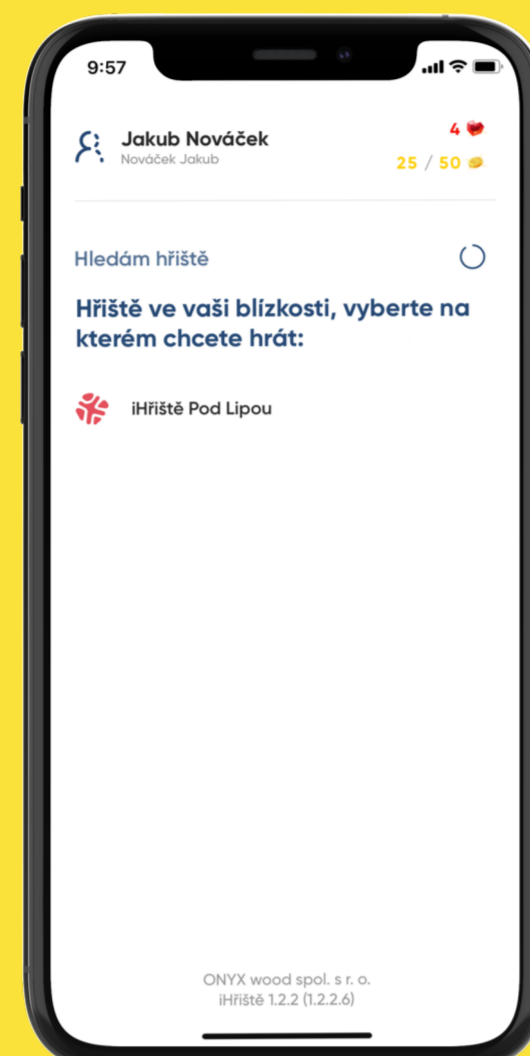 9:57
Jakub Nováček
Nováček Jakub
4
25 / 50
Hledám hřiště
Hřiště ve vaši blízkosti, vyberte na
kterém chcete hrát:
iHřiště Pod Lipou
ONYX wood spol. s r. o.
iHřiště 1.2.2 (1.2.2.6)